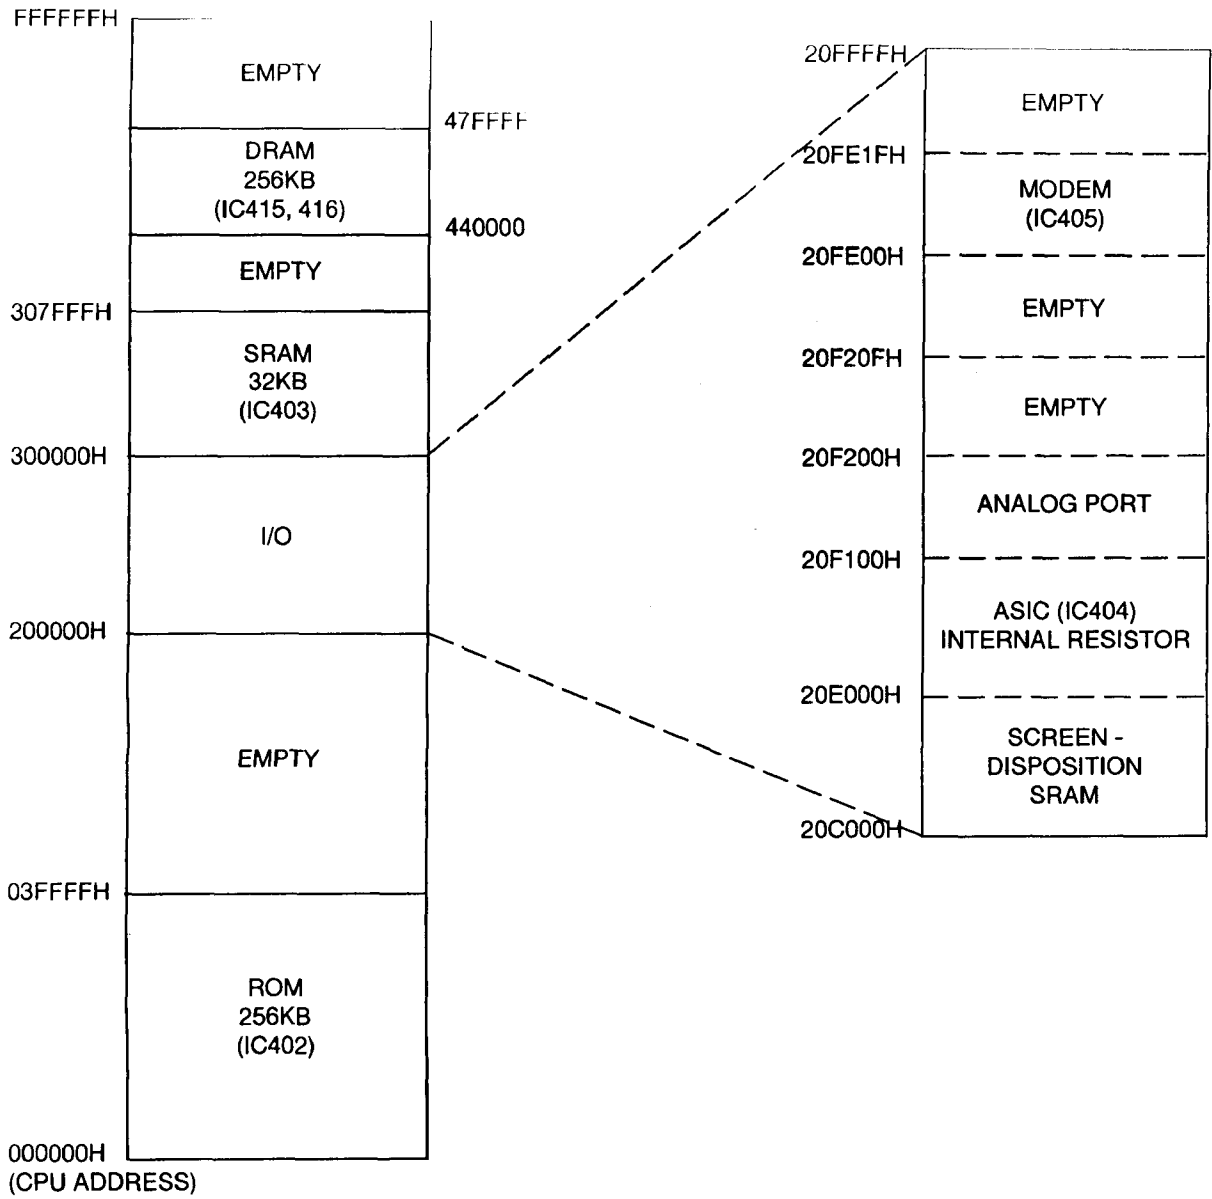 FFFFFFH
EMPTY
47FFFF
DRAM
256KB
(IC415, 416)
440000
EMPTY
307FFFH
SRAM
32KB
(IC403)
300000H
I/O
200000H
EMPTY
03FFFFH
ROM
256KB
(IC402)
000000H
(CPU ADDRESS)
20FFFFH
EMPTY
20FE1FH
MODEM
(IC405)
20FE00H
EMPTY
20F20FH
EMPTY
20F200H
ANALOG PORT
20F100H
ASIC (IC404)
INTERNAL RESISTOR
20E000H
SCREEN -
DISPOSITION
SRAM
20C000H